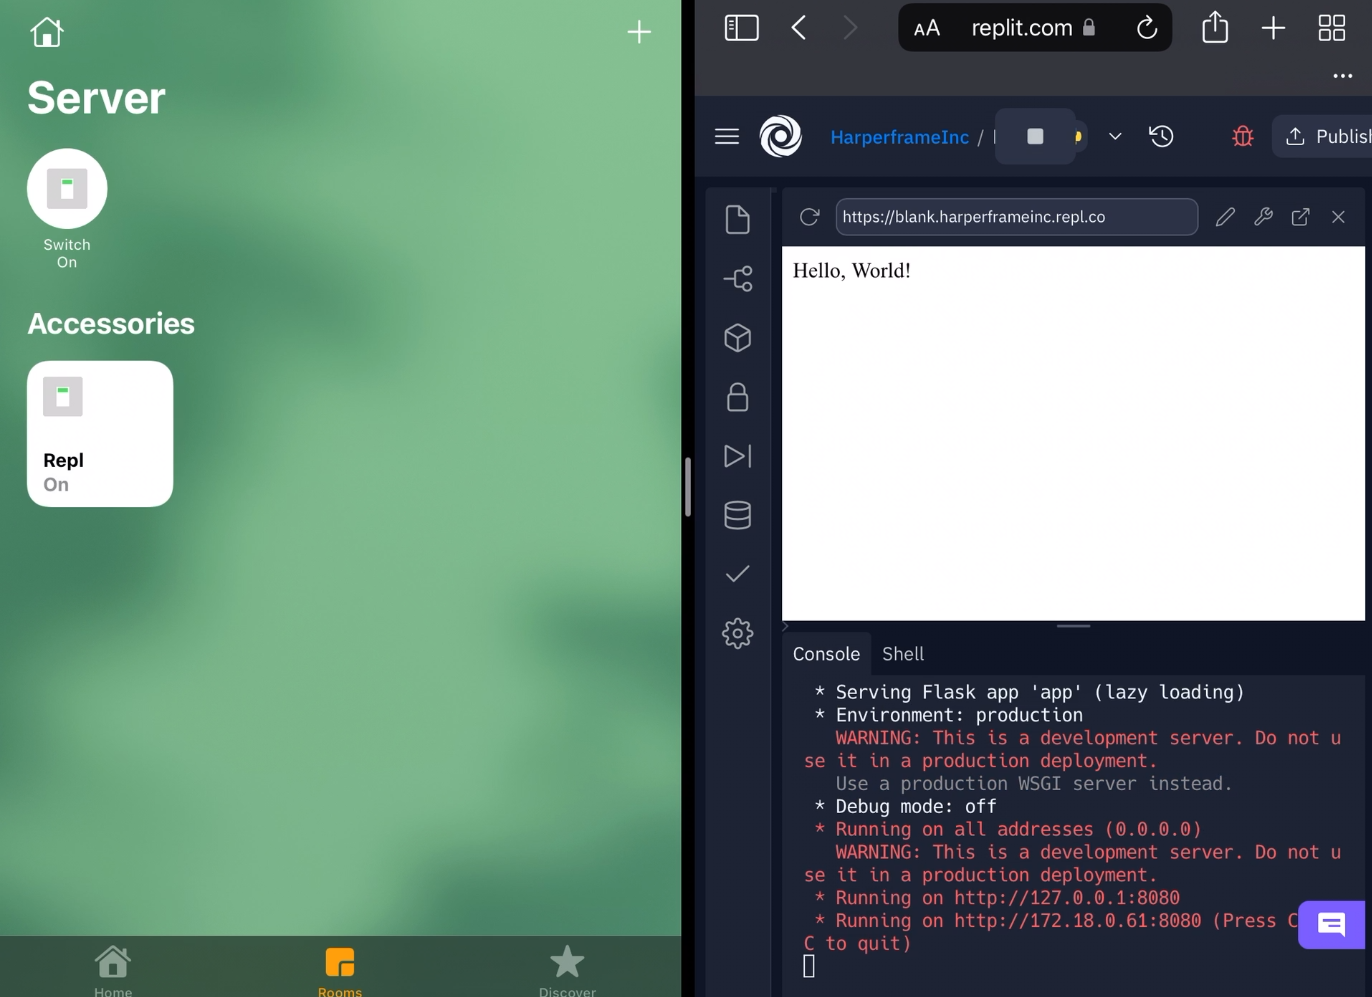 Server
Switch
On
Accessories
Repl
On
Home
Rooms
Discover
AA replit.com
HarperframeInc /
Publish
https://blank.harperframeinc.repl.co
Hello, World!
Console Shell
* Serving Flask app 'app' (lazy loading)
* Environment: production
WARNING: This is a development server. Do not u
se it in a production deployment.
Use a production WSGI server instead.
* Debug mode: off
* Running on all addresses (0.0.0.0)
WARNING: This is a development server. Do not u
se it in a production deployment.
* Running on http://127.0.0.1:8080
* Running on http://172.18.0.61:8080 (Press C
C to quit)